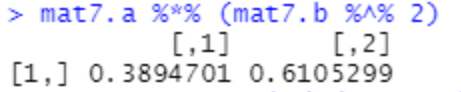 > mat7.a %*% (mat7.b %^% 2)
[,1] [,2]
[1,] 0.3894701 0.6105299